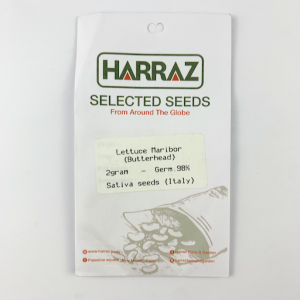 HARRAZ
SELECTED SEEDS
From Around The Globe
Lettuce Maribor
(Butterhead)
2gram - Germ.98%
Sativa seeds (Italy)